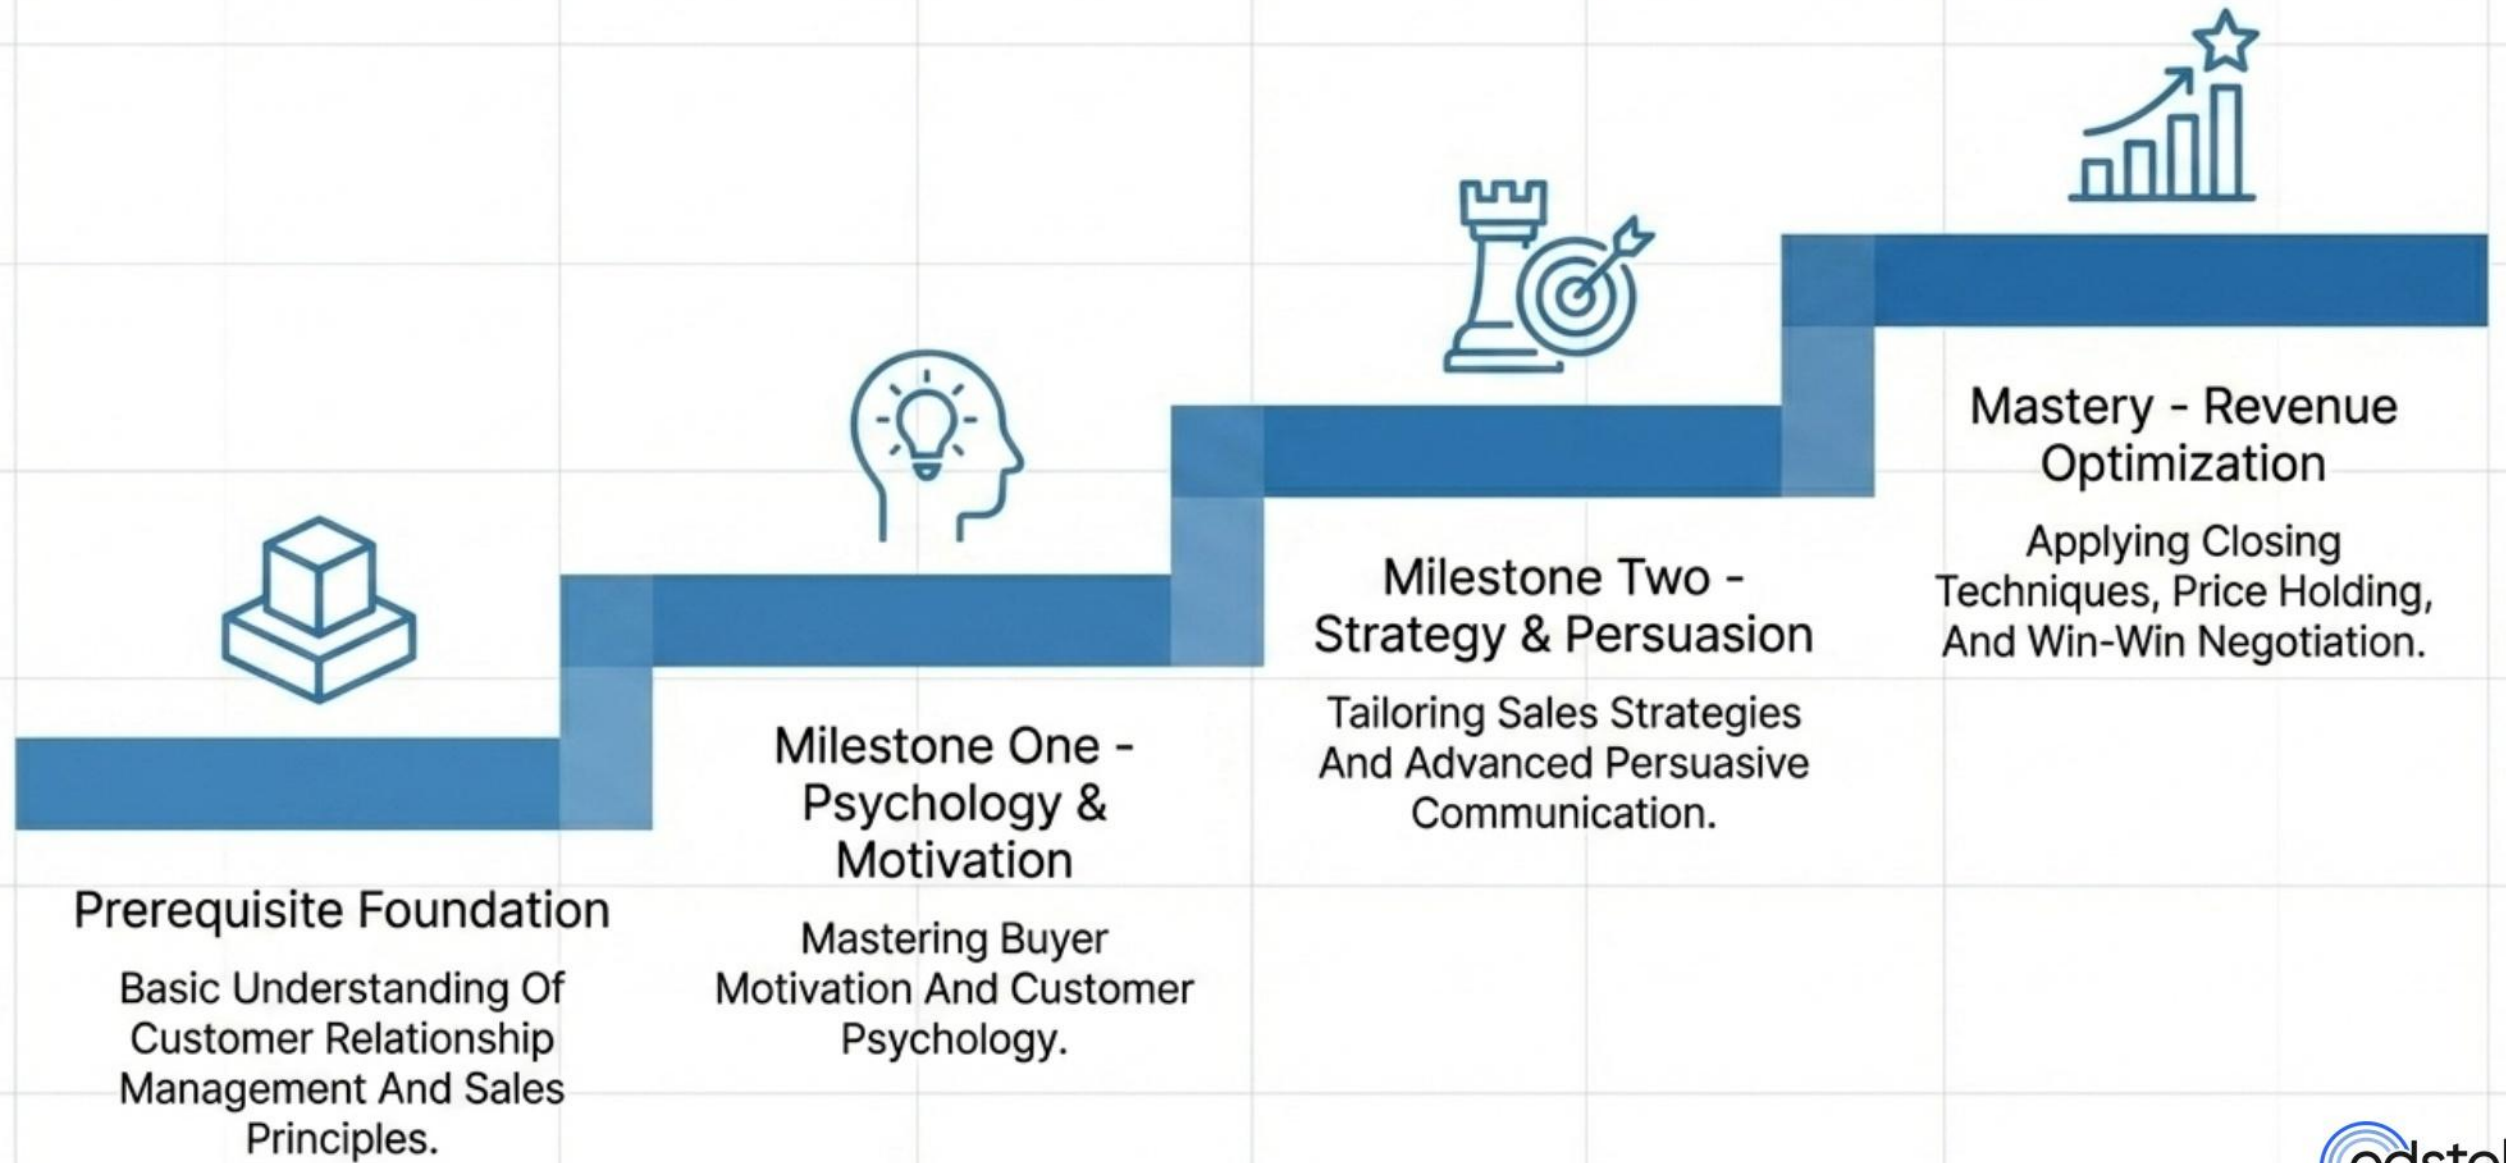 Prerequisite Foundation
Basic Understanding Of
Customer Relationship
Management And Sales
Principles.
Milestone One -
Psychology &
Motivation
Mastering Buyer
Motivation And Customer
Psychology.
Milestone Two -
Strategy & Persuasion
Tailoring Sales Strategies
And Advanced Persuasive
Communication.
Mastery - Revenue
Optimization
Applying Closing
Techniques, Price Holding,
And Win-Win Negotiation.